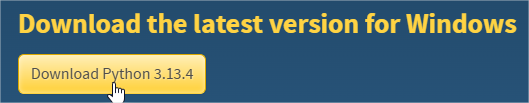 Download the latest version for Windows
Download Python 3.13.4